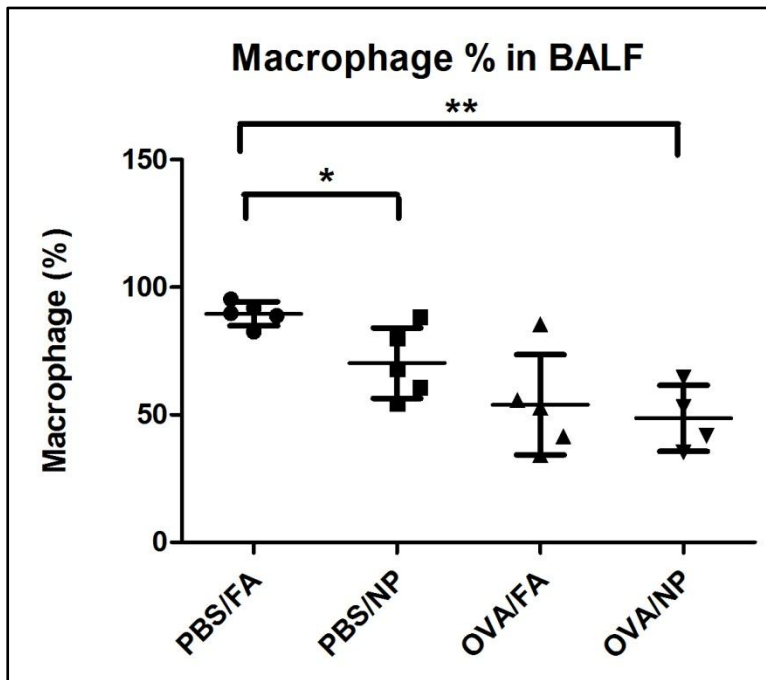 Macrophage % in BALF
**
*
Macrophage (%)
150
100
50
0
PBS/FA
PBS/NP
OVA/FA
OVA/NP